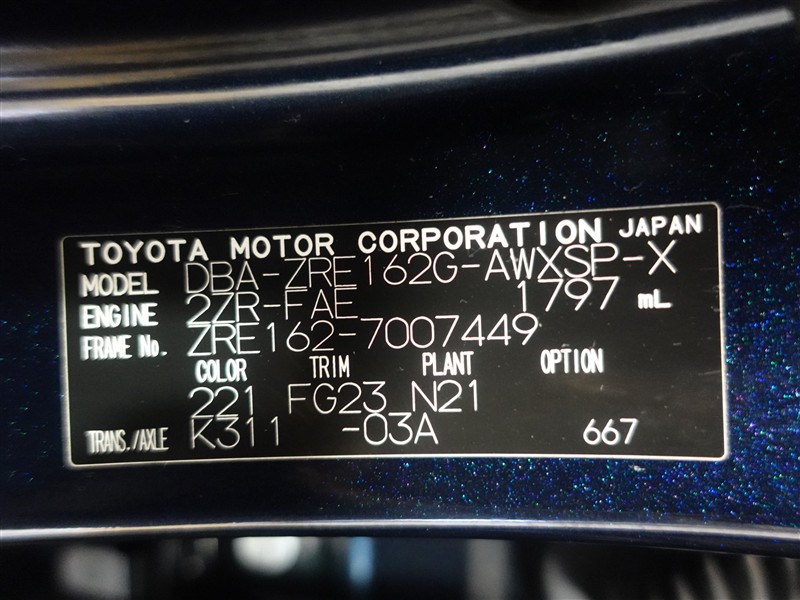 TOYOTA MOTOR CORPORATION JAPAN
MODEL DBA-ZRE162G-AWXSP-X
ENGINE 2ZR-FAE 1797 mL
FRAME No. ZRE162-7007449
COLOR TRIM PLANT OPTION
221 FG23 N21
TRANS./AXLE K311 -03A 667